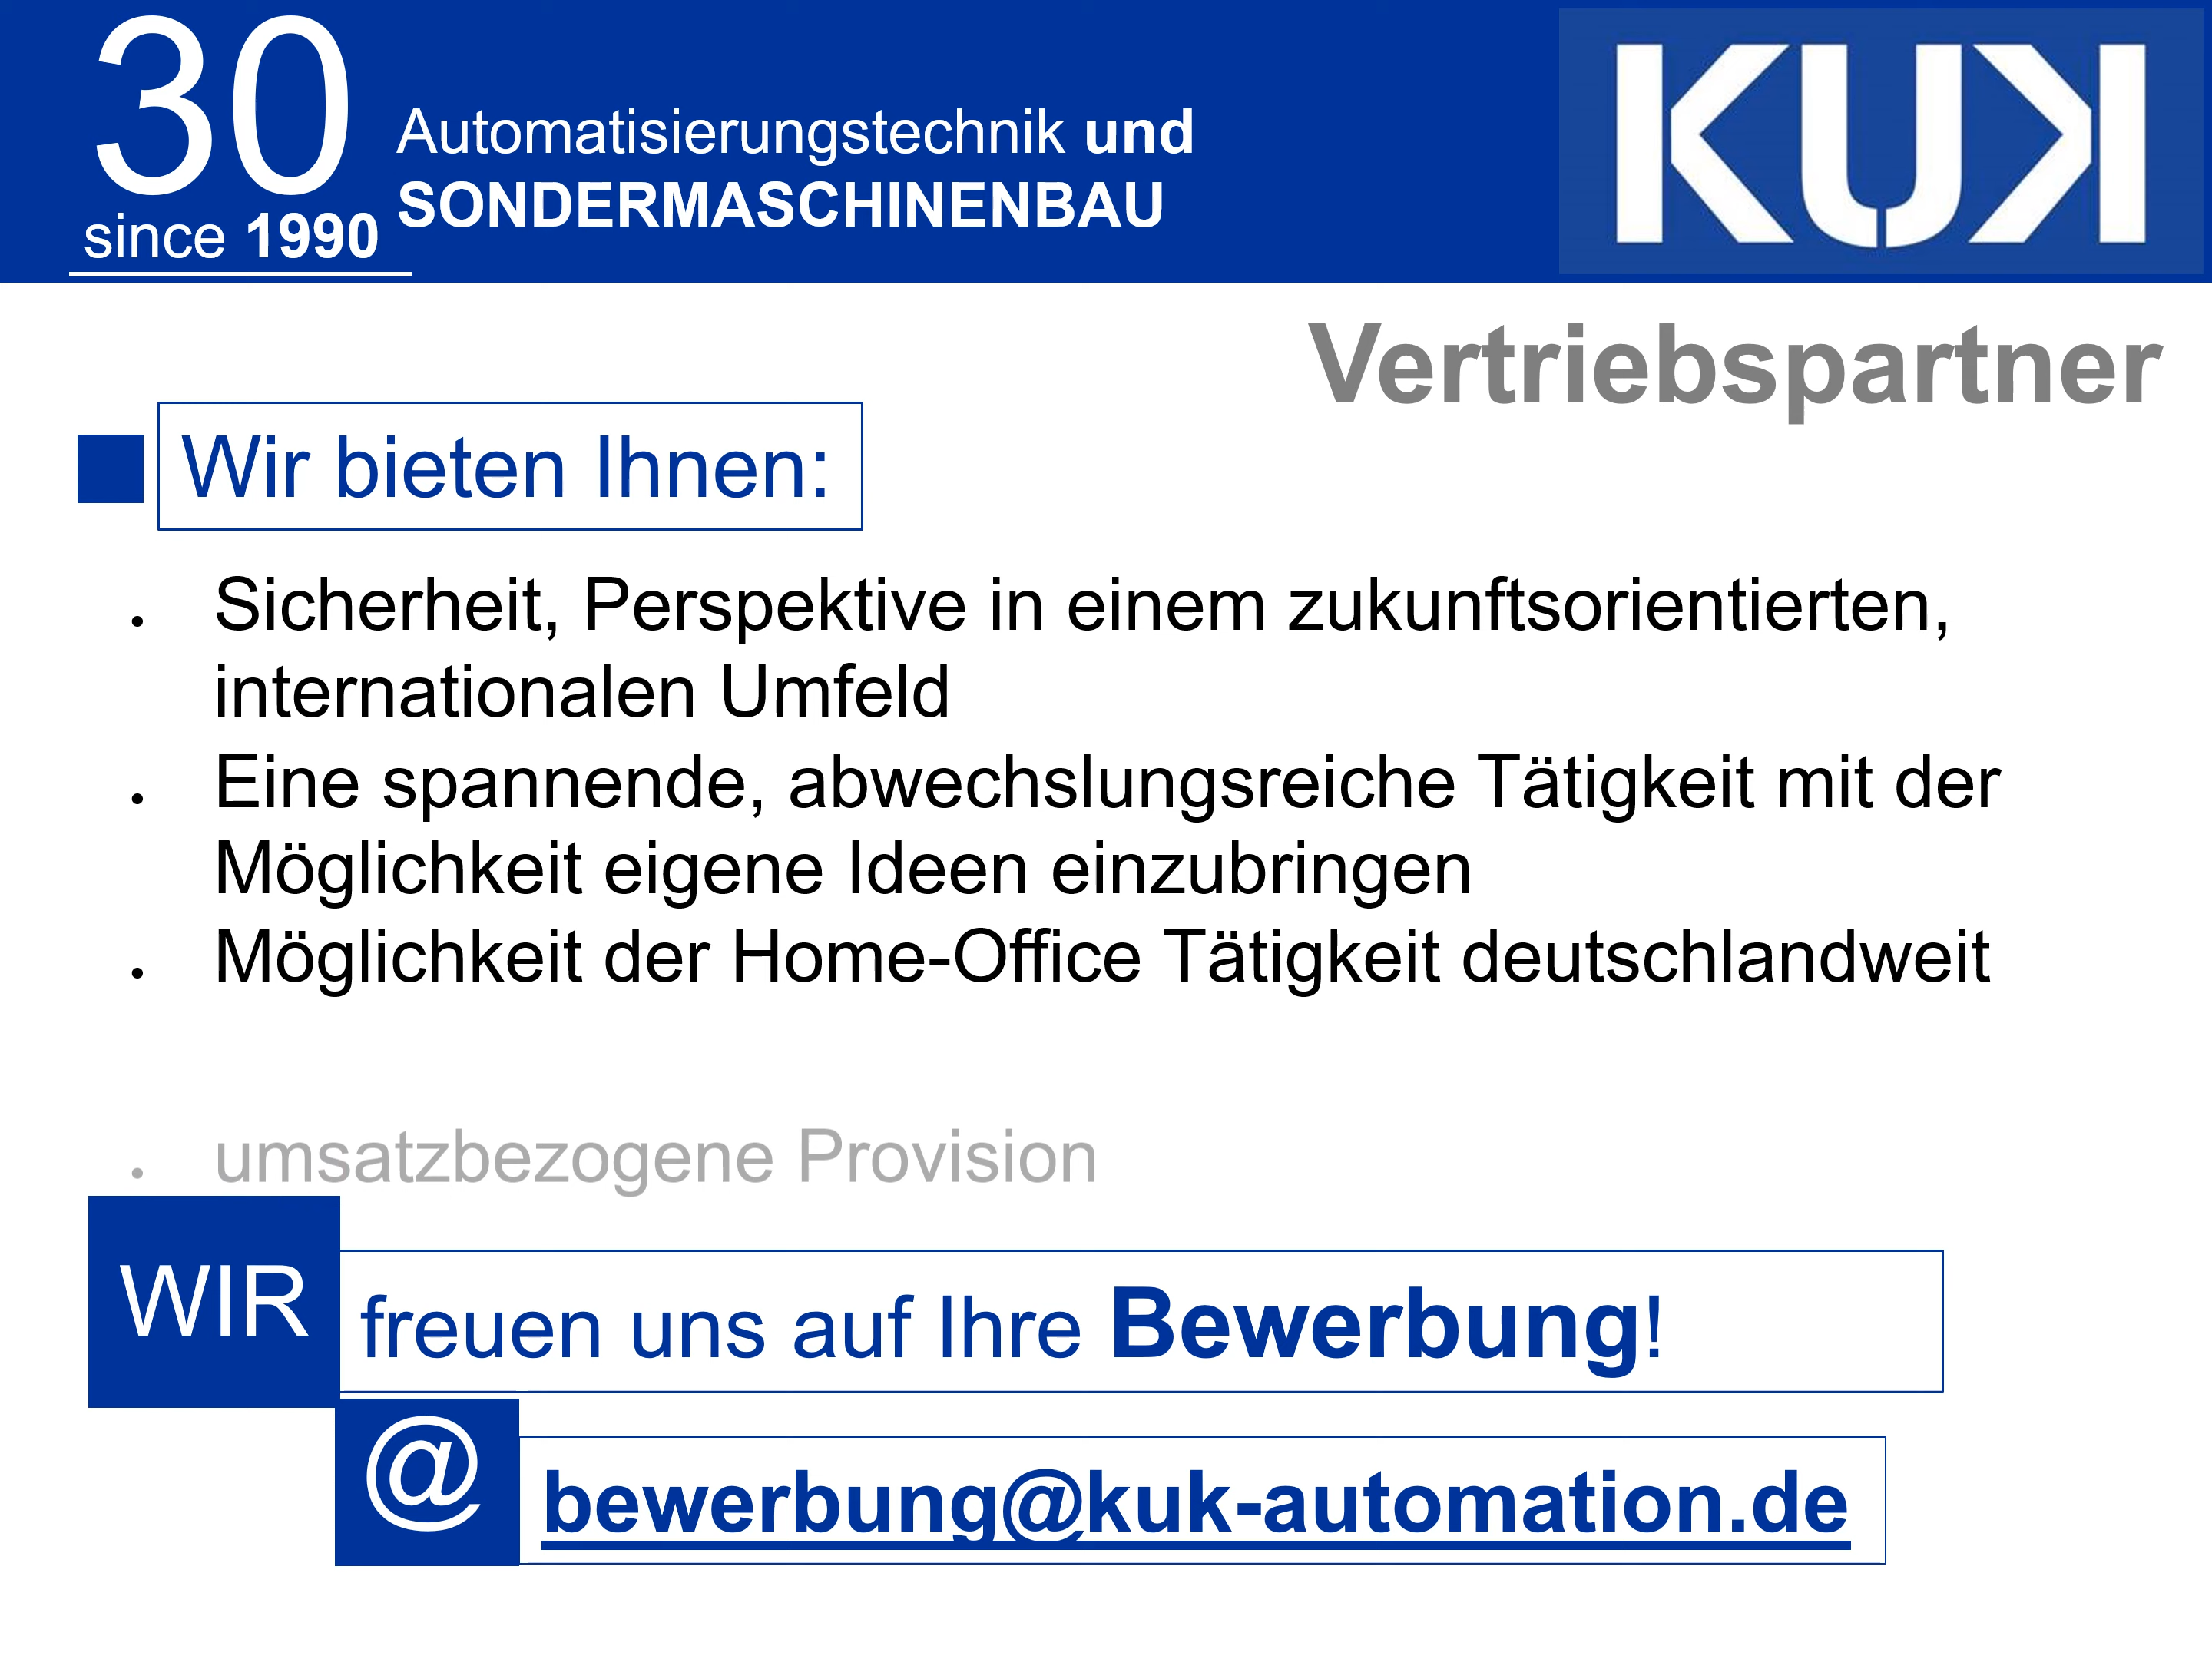 30
since 1990
Automatisierungstechnik und
SONDERMASCHINENBAU
KUK
Vertriebspartner
Wir bieten Ihnen:
• Sicherheit, Perspektive in einem zukunftsorientierten,
internationalen Umfeld
• Eine spannende, abwechslungsreiche Tätigkeit mit der
Möglichkeit eigene Ideen einzubringen
• Möglichkeit der Home-Office Tätigkeit deutschlandweit
• umsatzbezogene Provision
WIR freuen uns auf Ihre Bewerbung!
@ bewerbung@kuk-automation.de